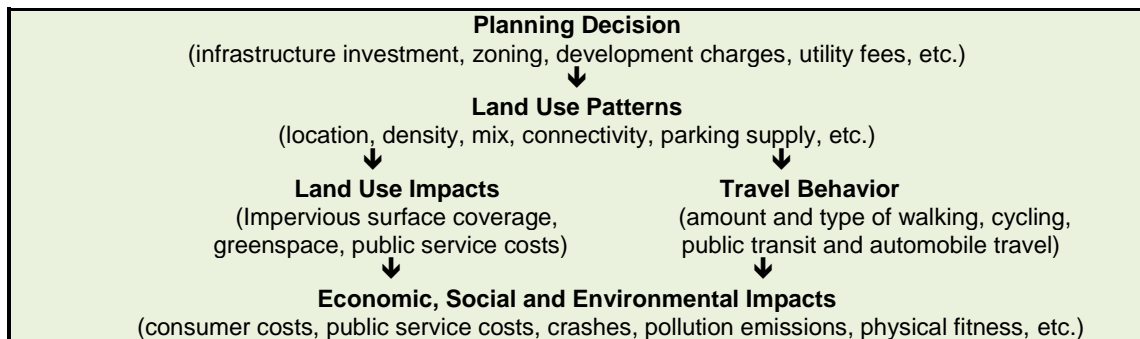 Planning Decision
(infrastructure investment, zoning, development charges, utility fees, etc.)
Land Use Patterns
(location, density, mix, connectivity, parking supply, etc.)
Land Use Impacts
(Impervious surface coverage,
greenspace, public service costs)
Travel Behavior
(amount and type of walking, cycling,
public transit and automobile travel)
Economic, Social and Environmental Impacts
(consumer costs, public service costs, crashes, pollution emissions, physical fitness, etc.)